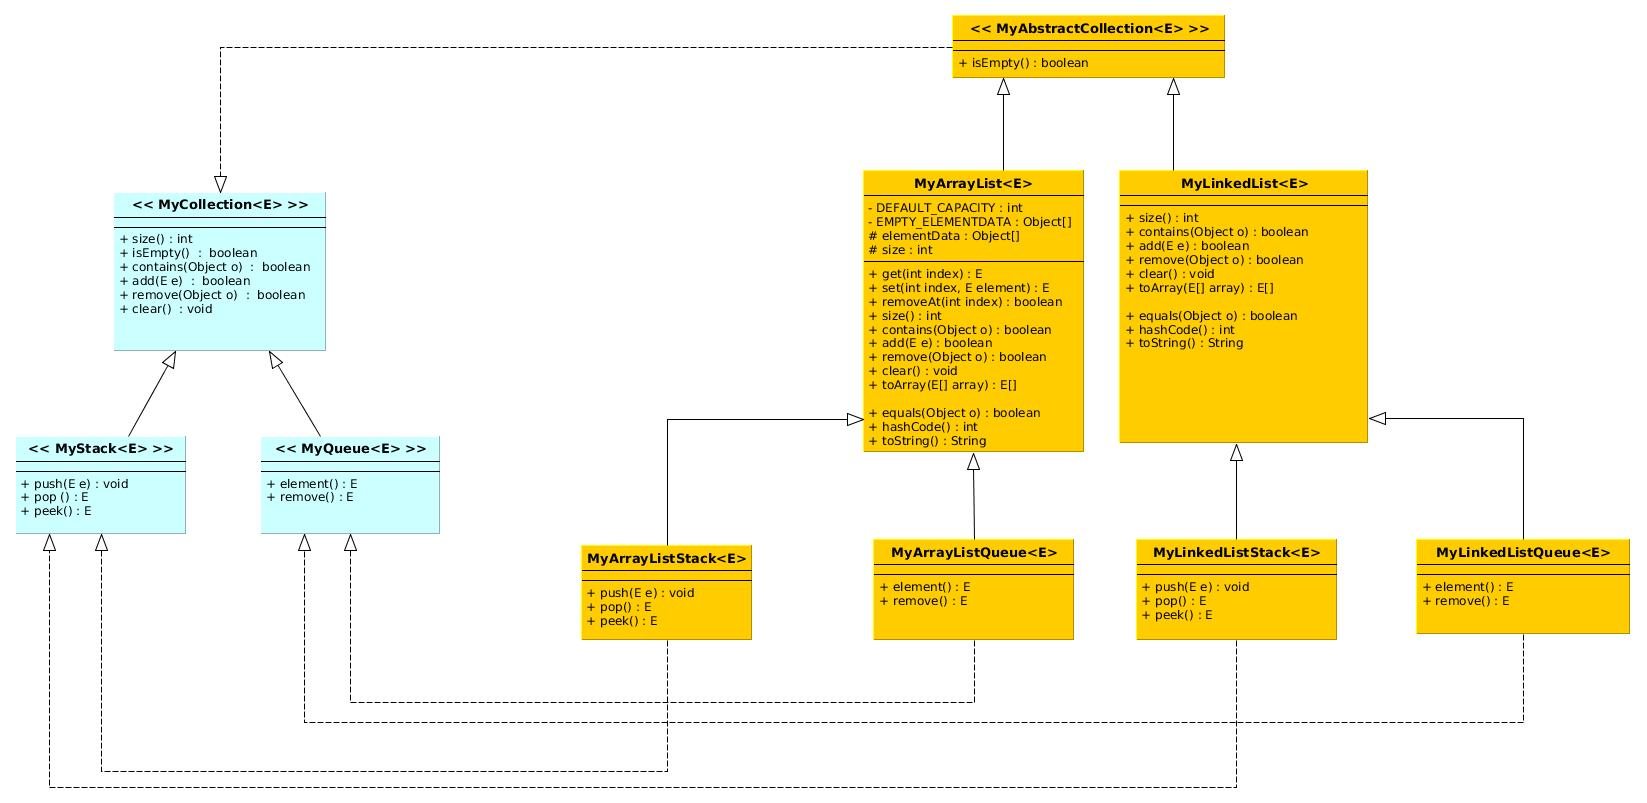 << MyAbstractCollection<E> >>
+ isEmpty() : boolean
<< MyCollection<E> >>
+ size() : int
+ isEmpty()  :  boolean
+ contains(Object o)  :  boolean
+ add(E e)  :  boolean
+ remove(Object o)  :  boolean
+ clear()  : void
MyArrayList<E>
- DEFAULT_CAPACITY : int
- EMPTY_ELEMENTDATA : Object[]
# elementData : Object[]
# size : int
+ get(int index) : E
+ set(int index, E element) : E
+ removeAt(int index) : boolean
+ size() : int
+ contains(Object o) : boolean
+ add(E e) : boolean
+ remove(Object o) : boolean
+ clear() : void
+ toArray(E[] array) : E[]
+ equals(Object o) : boolean
+ hashCode() : int
+ toString() : String
MyLinkedList<E>
+ size() : int
+ contains(Object o) : boolean
+ add(E e) : boolean
+ remove(Object o) : boolean
+ clear() : void
+ toArray(E[] array) : E[]
+ equals(Object o) : boolean
+ hashCode() : int
+ toString() : String
<< MyStack<E> >>
+ push(E e) : void
+ pop () : E
+ peek() : E
<< MyQueue<E> >>
+ element() : E
+ remove() : E
MyArrayListStack<E>
+ push(E e) : void
+ pop() : E
+ peek() : E
MyArrayListQueue<E>
+ element() : E
+ remove() : E
MyLinkedListStack<E>
+ push(E e) : void
+ pop() : E
+ peek() : E
MyLinkedListQueue<E>
+ element() : E
+ remove() : E